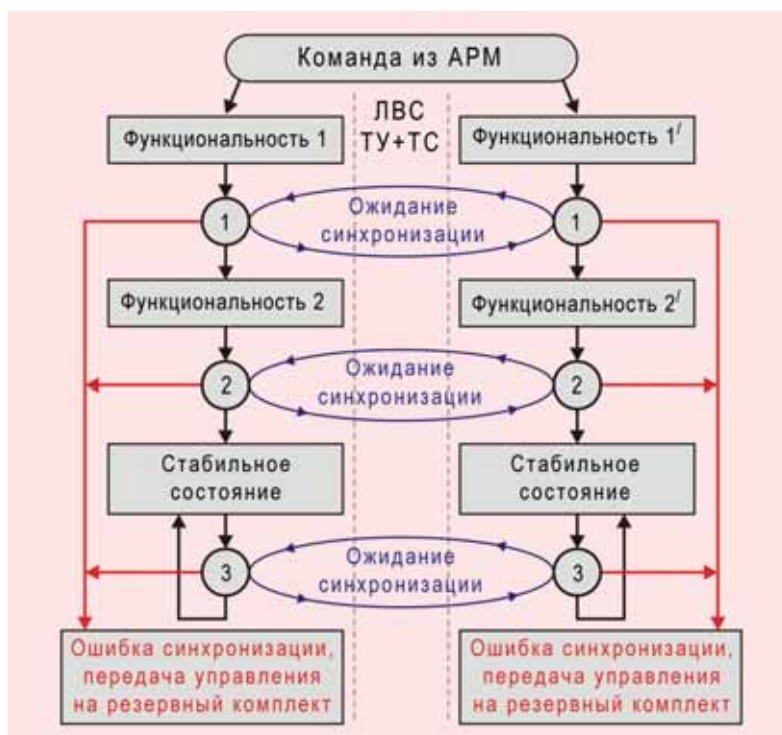 Команда из АРМ
ЛВС
ТУ+ТС
Функциональность 1
Функциональность 1/
1
Ожидание
синхронизации
1
Функциональность 2
Функциональность 2/
2
Ожидание
синхронизации
2
Стабильное
состояние
Стабильное
состояние
3
Ожидание
синхронизации
3
Ошибка синхронизации,
передача управления
на резервный комплект
Ошибка синхронизации,
передача управления
на резервный комплект